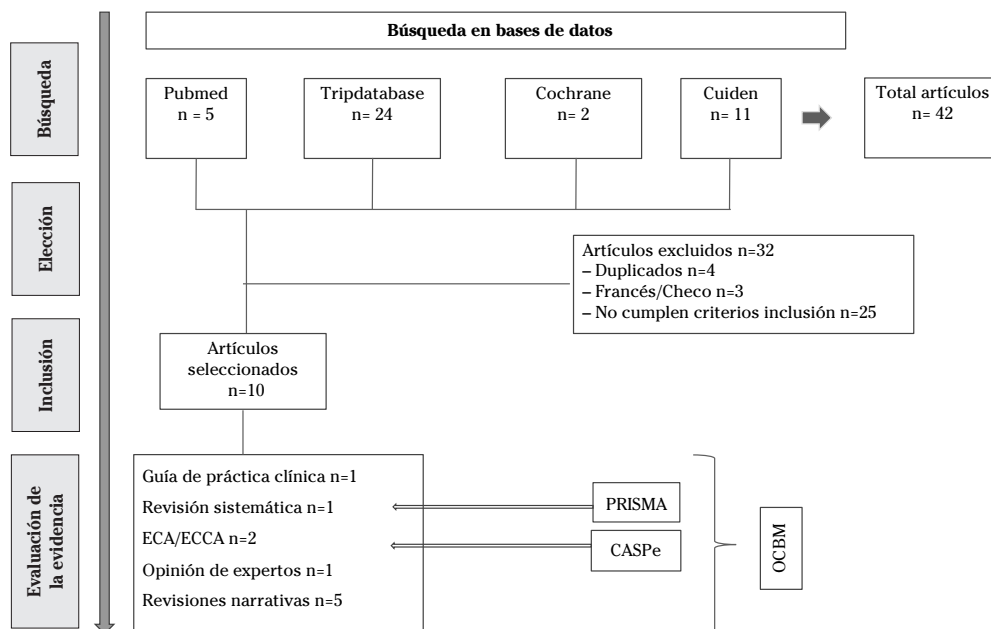 Búsqueda en bases de datos
Búsqueda
Pubmed
n = 5
Tripdatabase
n= 24
Cochrane
n= 2
Cuiden
n= 11
Total artículos
n= 42
Elección
Artículos excluidos n=32
– Duplicados n=4
– Francés/Checo n=3
– No cumplen criterios inclusión n=25
Inclusión
Artículos
seleccionados
n=10
Evaluación de
la evidencia
Guía de práctica clínica n=1
Revisión sistemática n=1
ECA/ECCA n=2
Opinión de expertos n=1
Revisiones narrativas n=5
PRISMA
CASPe
OCBM